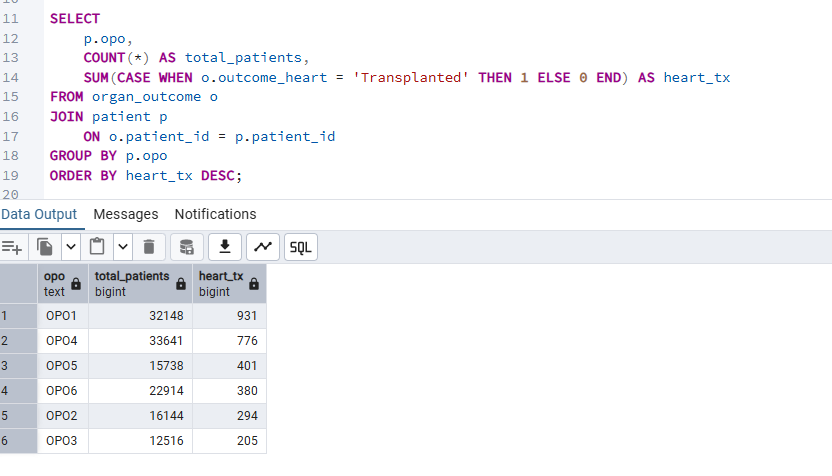 11 SELECT
12 p.opo,
13 COUNT(*) AS total_patients,
14 SUM(CASE WHEN o.outcome_heart = 'Transplanted' THEN 1 ELSE 0 END) AS heart_tx
15 FROM organ_outcome o
16 JOIN patient p
17 ON o.patient_id = p.patient_id
18 GROUP BY p.opo
19 ORDER BY heart_tx DESC;
20
Data Output Messages Notifications
SQL
opo total_patients heart_tx
text bigint bigint
1 OPO1 32148 931
2 OPO4 33641 776
3 OPO5 15738 401
4 OPO6 22914 380
5 OPO2 16144 294
6 OPO3 12516 205